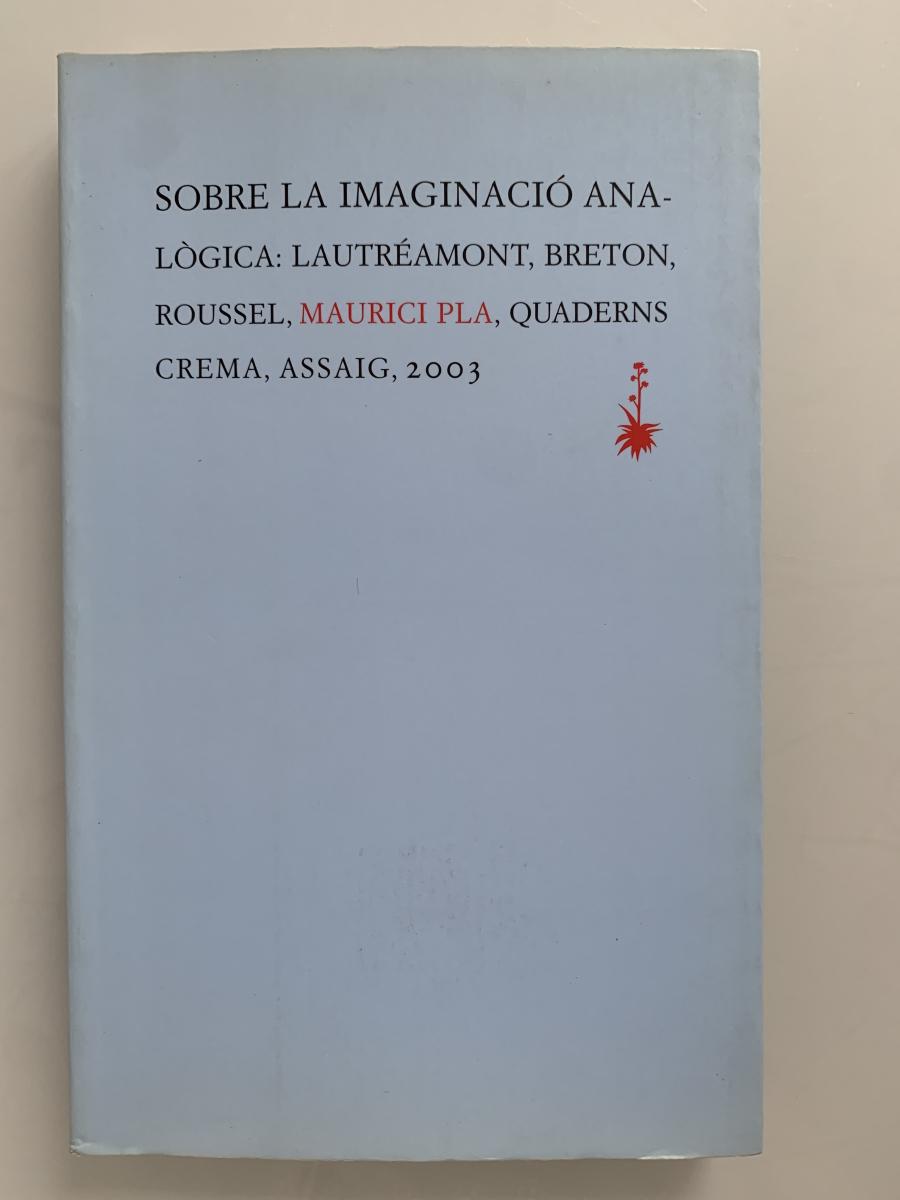 SOBRE LA IMAGINACIÓ ANA-
LÒGICA: LAUTRÉAMONT, BRETON,
ROUSSEL, MAURICI PLA, QUADERNS
CREMA, ASSAIG, 2003